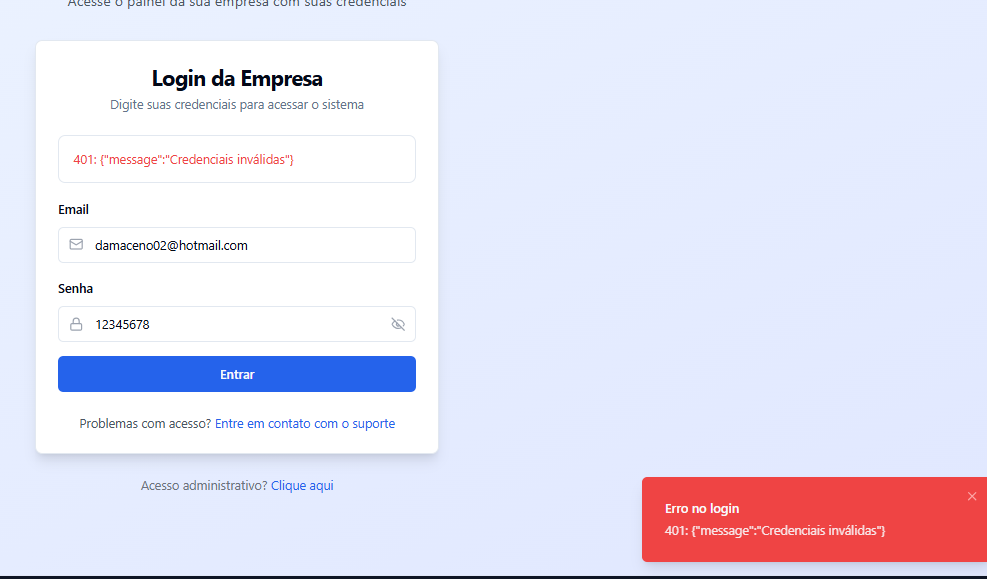 Acesse o painel da sua empresa com suas credenciais
Login da Empresa
Digite suas credenciais para acessar o sistema
401: {"message":"Credenciais inválidas"}
Email
damaceno02@hotmail.com
Senha
12345678
Entrar
Problemas com acesso? Entre em contato com o suporte
Acesso administrativo? Clique aqui
Erro no login
401: {"message":"Credenciais inválidas"}